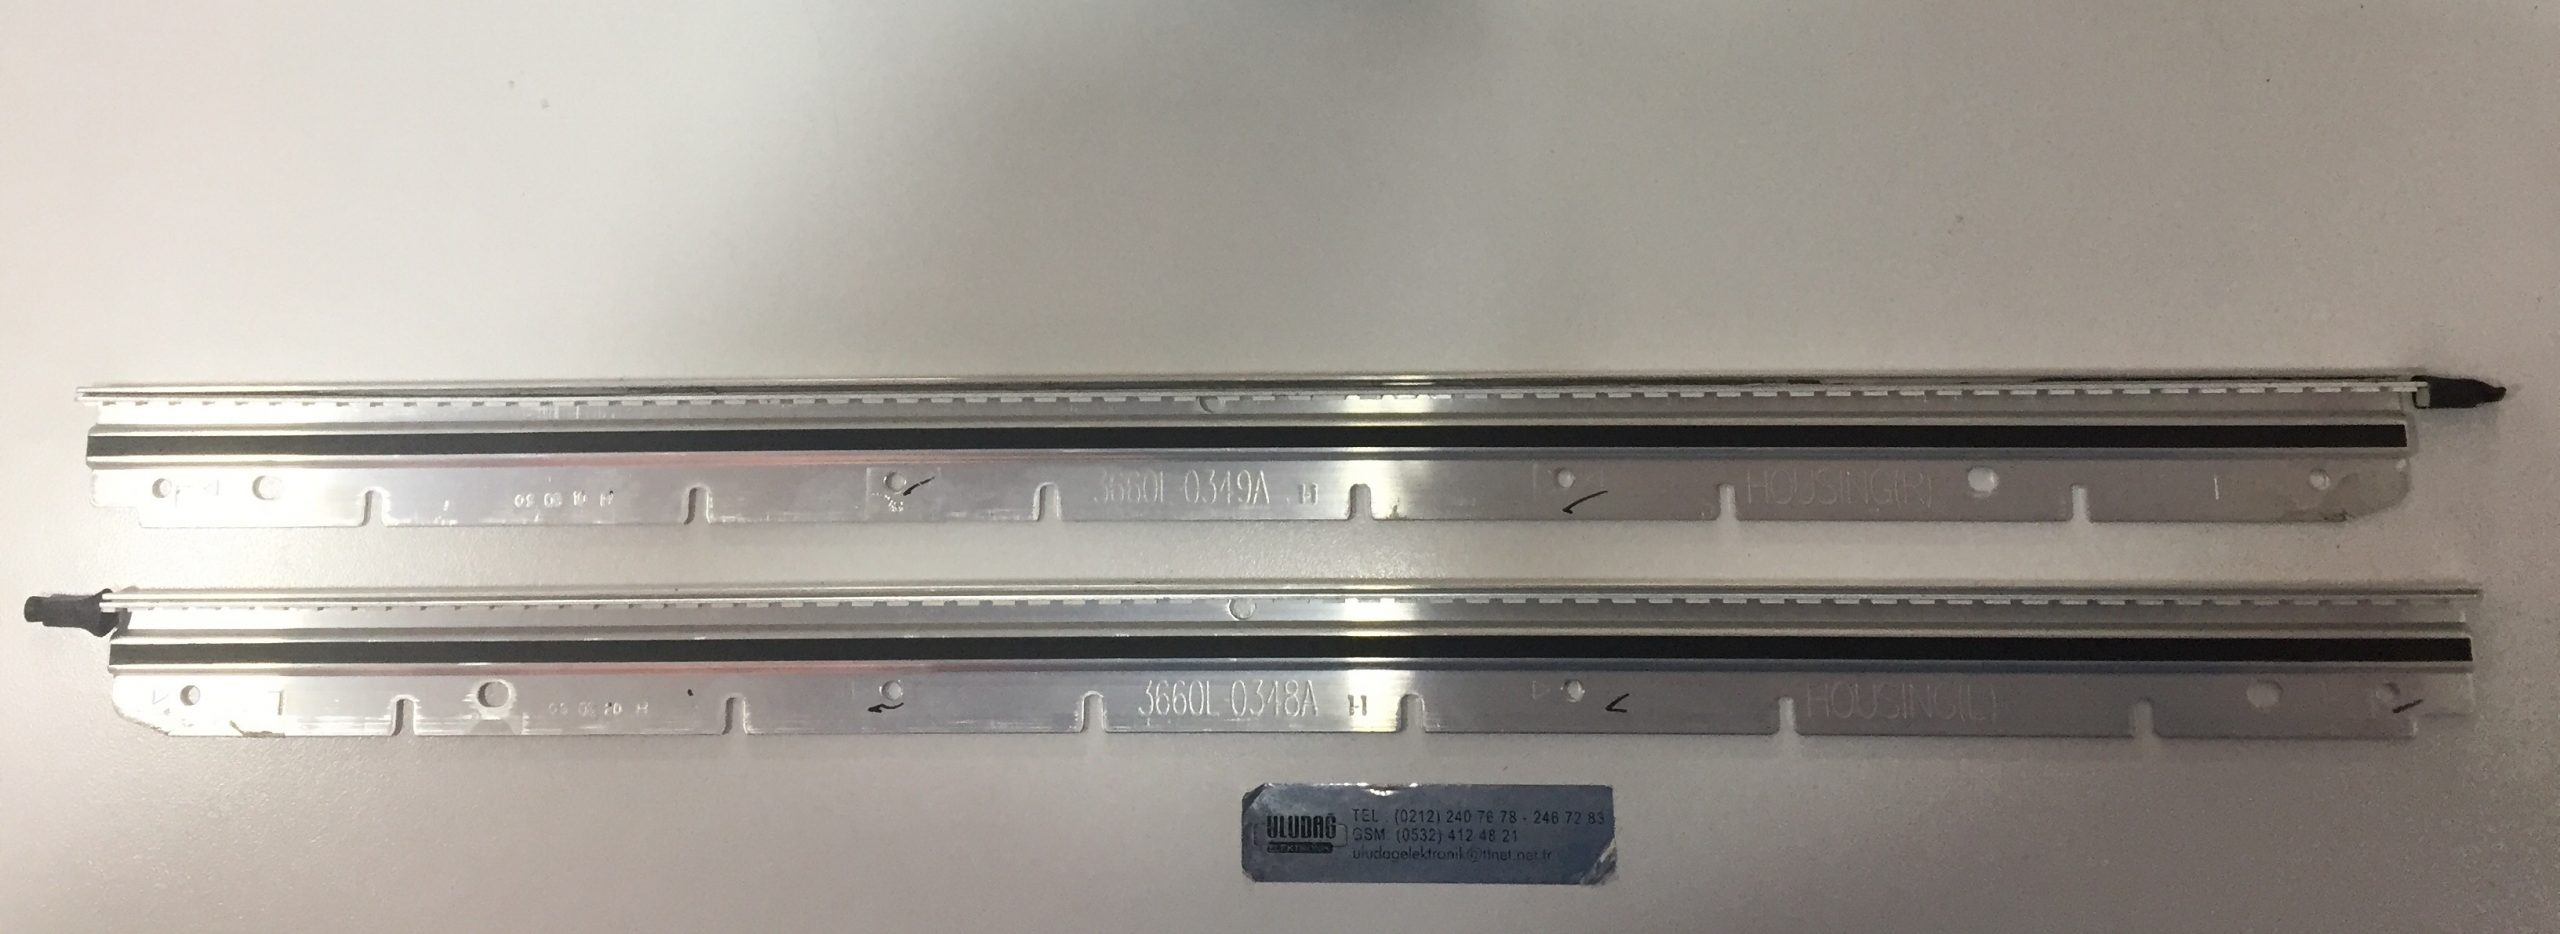 3660L-0349A H
HOUSING(R)
3660L-0348A H
HOUSING(L)
ULUDAĞ
ELEKTRONİK
TEL : (0212) 240 76 78 - 246 72 83
GSM: (0532) 412 48 21
uludagelektronik@ttnet.net.tr